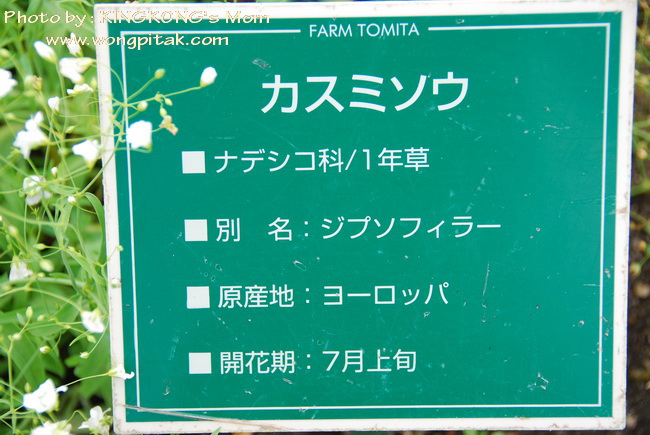 Photo by : KINGKONG's Mom
www.wongpitak.com
FARM TOMITA
カスミソウ
■ ナデシコ科/1年草
■ 別　名：ジプソフィラー
■ 原産地：ヨーロッパ
■ 開花期：7月上旬